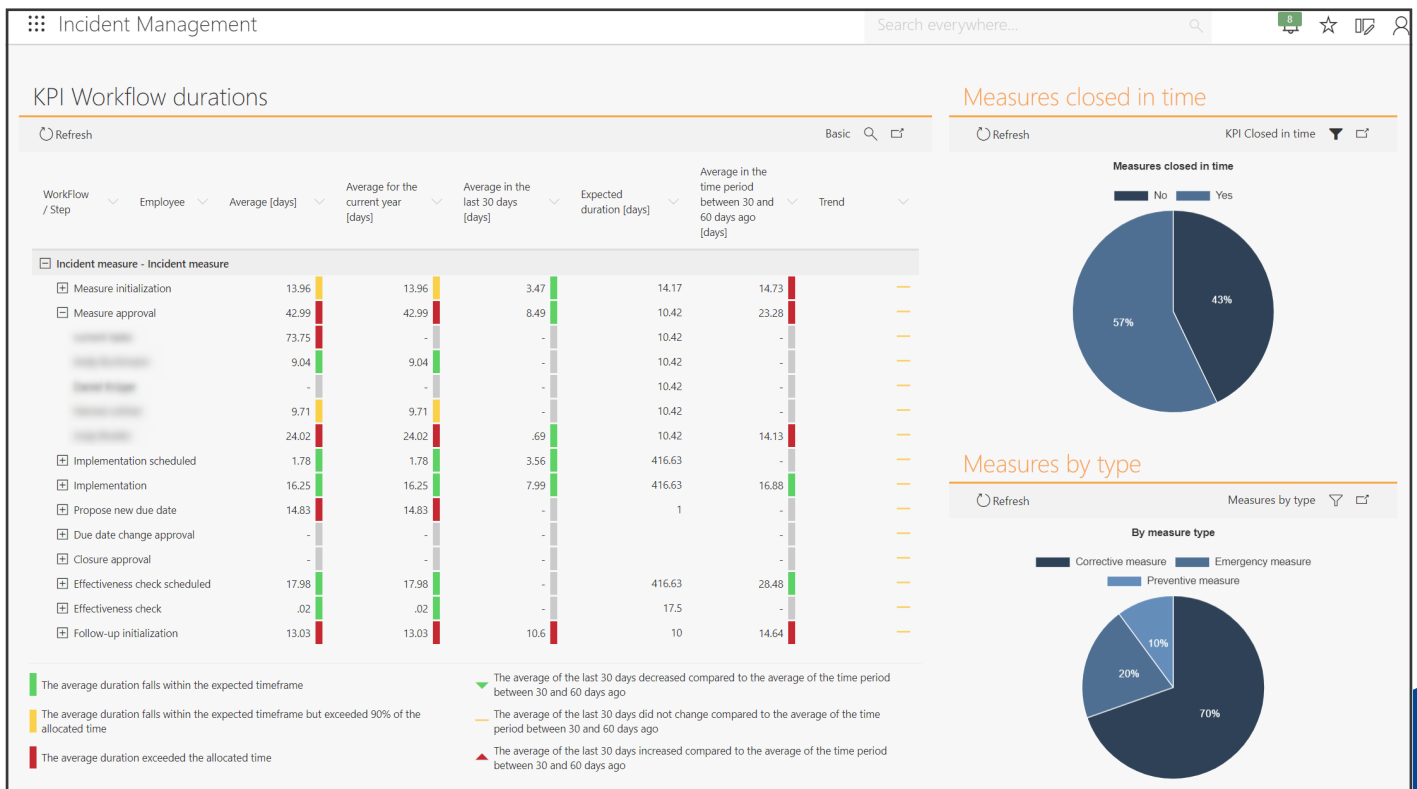 Incident Management
Search everywhere...
8
KPI Workflow durations
Refresh
Basic
WorkFlow / Step Employee Average [days] Average for the current year [days] Average in the last 30 days [days] Expected duration [days] Average in the time period between 30 and 60 days ago [days] Trend
Incident measure - Incident measure
Measure initialization 13.96 13.96 3.47 14.17 14.73
Measure approval 42.99 42.99 8.49 10.42 23.28
73.75 - - 10.42 -
9.04 9.04 - 10.42 -
- - - 10.42 -
9.71 9.71 - 10.42 -
24.02 24.02 .69 10.42 14.13
Implementation scheduled 1.78 1.78 3.56 416.63 -
Implementation 16.25 16.25 7.99 416.63 16.88
Propose new due date 14.83 14.83 - 1 -
Due date change approval - - - -
Closure approval - - - -
Effectiveness check scheduled 17.98 17.98 - 416.63 28.48
Effectiveness check .02 .02 - 17.5 -
Follow-up initialization 13.03 13.03 10.6 10 14.64
The average duration falls within the expected timeframe
The average duration falls within the expected timeframe but exceeded 90% of the
allocated time
The average duration exceeded the allocated time
The average of the last 30 days decreased compared to the average of the time period
between 30 and 60 days ago
The average of the last 30 days did not change compared to the average of the time
period between 30 and 60 days ago
The average of the last 30 days increased compared to the average of the time period
between 30 and 60 days ago
Measures closed in time
Refresh
KPI Closed in time
Measures closed in time
No Yes
43%
57%
Measures by type
Refresh
Measures by type
By measure type
Corrective measure Emergency measure
Preventive measure
10%
20%
70%